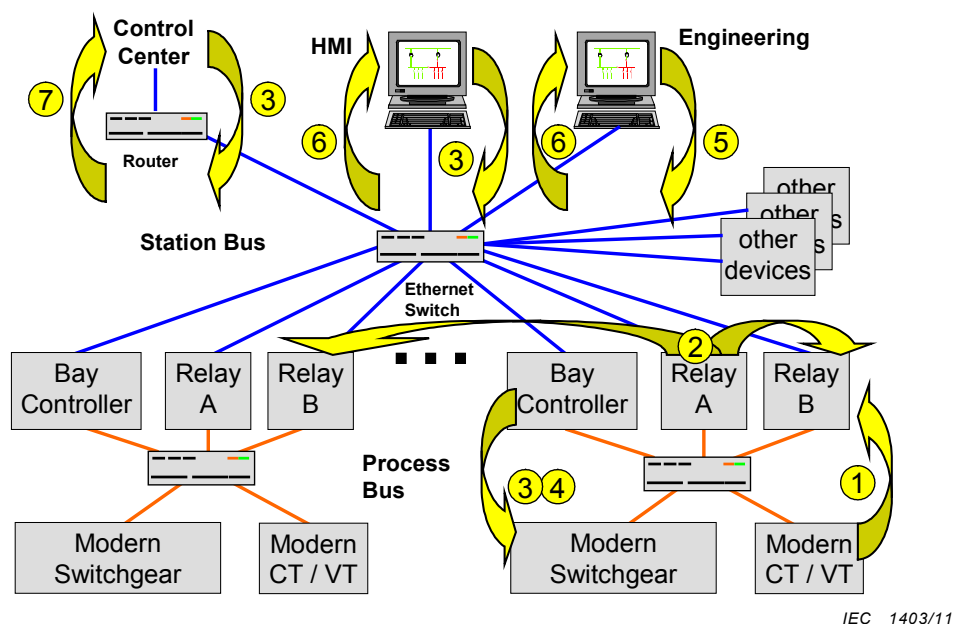 Control
Center
HMI
Engineering
7
3
6
3
6
5
Router
Station Bus
other
other
s
other
s
devices
Ethernet
Switch
2
Bay
Controller
Relay
A
Relay
B
Bay
Controller
Relay
A
Relay
B
Process
Bus
3 4
1
Modern
Switchgear
Modern
CT / VT
Modern
Switchgear
Modern
CT / VT
IEC 1403/11